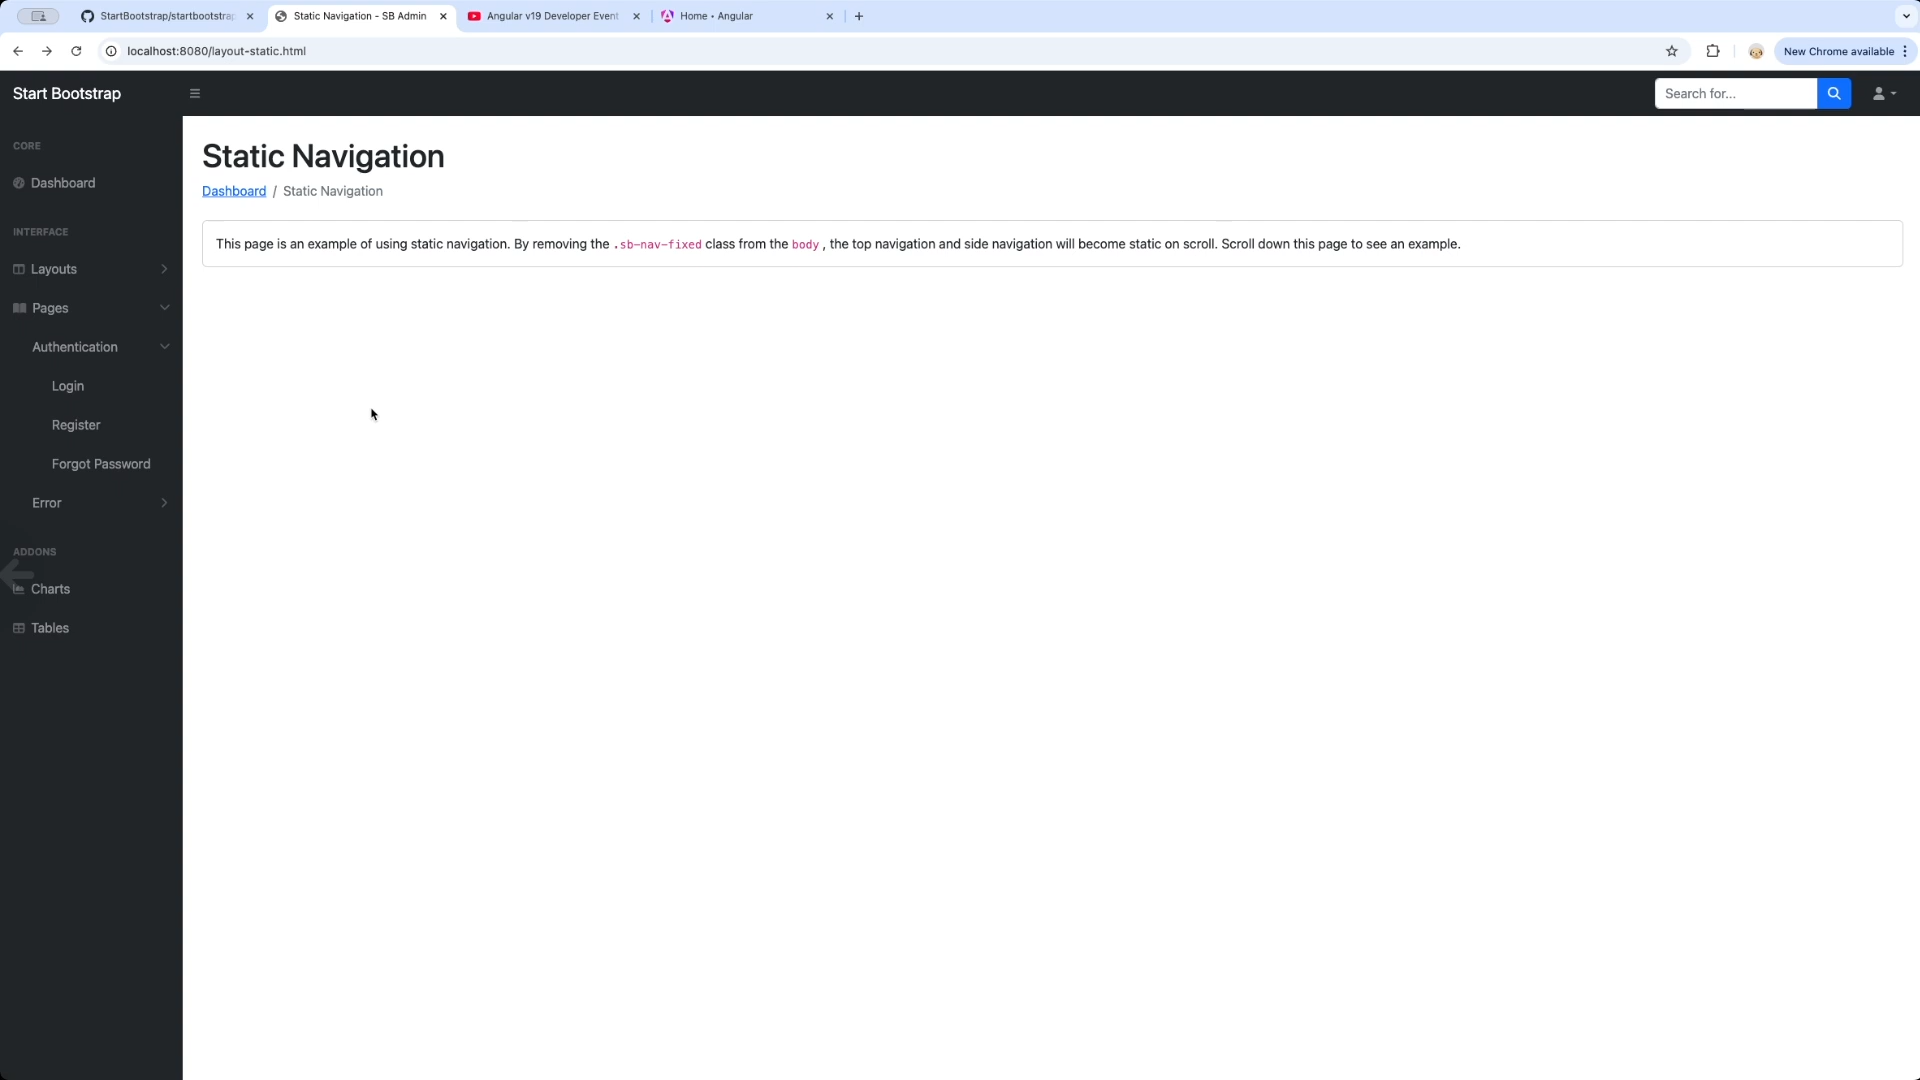 StartBootstrap/startbootstrap
Static Navigation - SB Admin
Angular v19 Developer Event
Home • Angular
localhost:8080/layout-static.html
New Chrome available
Start Bootstrap
Search for...
CORE
Dashboard
INTERFACE
Layouts
Pages
Authentication
Login
Register
Forgot Password
Error
ADDONS
Charts
Tables
Static Navigation
Dashboard / Static Navigation
This page is an example of using static navigation. By removing the .sb-nav-fixed class from the body , the top navigation and side navigation will become static on scroll. Scroll down this page to see an example.